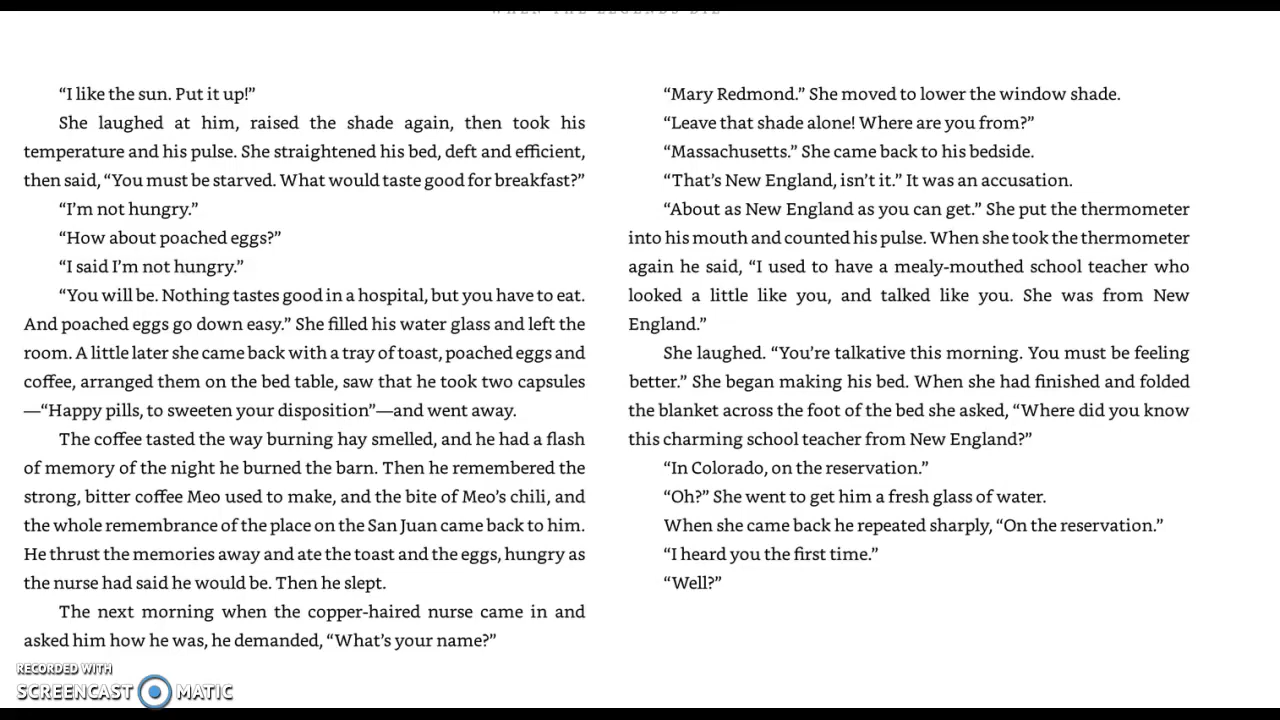 WHEN THE LEGENDS DIE
“I like the sun. Put it up!”
She laughed at him, raised the shade again, then took his
temperature and his pulse. She straightened his bed, deft and efficient,
then said, “You must be starved. What would taste good for breakfast?”
“I’m not hungry.”
“How about poached eggs?”
“I said I’m not hungry.”
“You will be. Nothing tastes good in a hospital, but you have to eat.
And poached eggs go down easy.” She filled his water glass and left the
room. A little later she came back with a tray of toast, poached eggs and
coffee, arranged them on the bed table, saw that he took two capsules
—“Happy pills, to sweeten your disposition”—and went away.
The coffee tasted the way burning hay smelled, and he had a flash
of memory of the night he burned the barn. Then he remembered the
strong, bitter coffee Meo used to make, and the bite of Meo’s chili, and
the whole remembrance of the place on the San Juan came back to him.
He thrust the memories away and ate the toast and the eggs, hungry as
the nurse had said he would be. Then he slept.
The next morning when the copper-haired nurse came in and
asked him how he was, he demanded, “What’s your name?”
“Mary Redmond.” She moved to lower the window shade.
“Leave that shade alone! Where are you from?”
“Massachusetts.” She came back to his bedside.
“That’s New England, isn’t it.” It was an accusation.
“About as New England as you can get.” She put the thermometer
into his mouth and counted his pulse. When she took the thermometer
again he said, “I used to have a mealy-mouthed school teacher who
looked a little like you, and talked like you. She was from New
England.”
She laughed. “You’re talkative this morning. You must be feeling
better.” She began making his bed. When she had finished and folded
the blanket across the foot of the bed she asked, “Where did you know
this charming school teacher from New England?”
“In Colorado, on the reservation.”
“Oh?” She went to get him a fresh glass of water.
When she came back he repeated sharply, “On the reservation.”
“I heard you the first time.”
“Well?”
RECORDED WITH
SCREENCAST MATIC